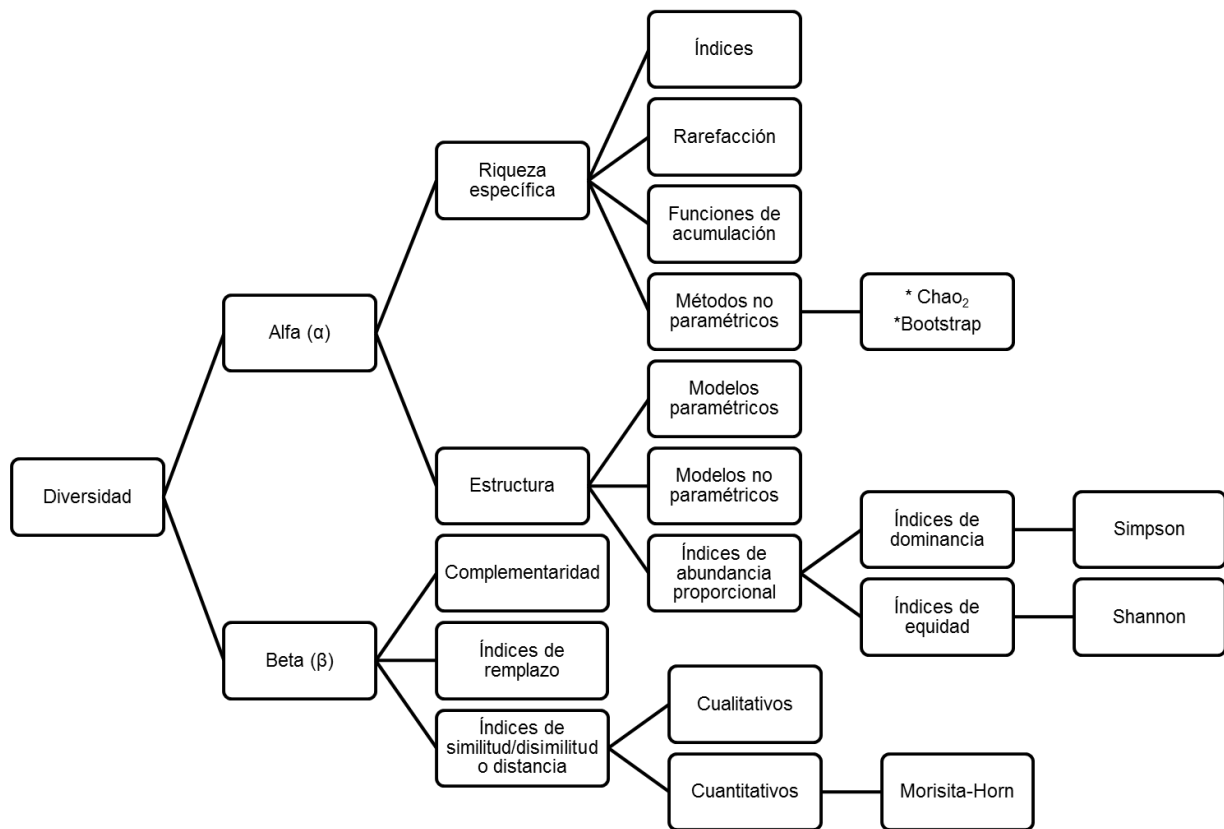 Diversidad
Alfa (α)
Riqueza
específica
Índices
Rarefacción
Funciones de
acumulación
Métodos no
paramétricos
* Chao₂
*Bootstrap
Estructura
Modelos
paramétricos
Modelos no
paramétricos
Índices de
abundancia
proporcional
Índices de
dominancia
Simpson
Índices de
equidad
Shannon
Beta (β)
Complementaridad
Índices de
remplazo
Índices de
similitud/disimilitud
o distancia
Cualitativos
Cuantitativos
Morisita-Horn